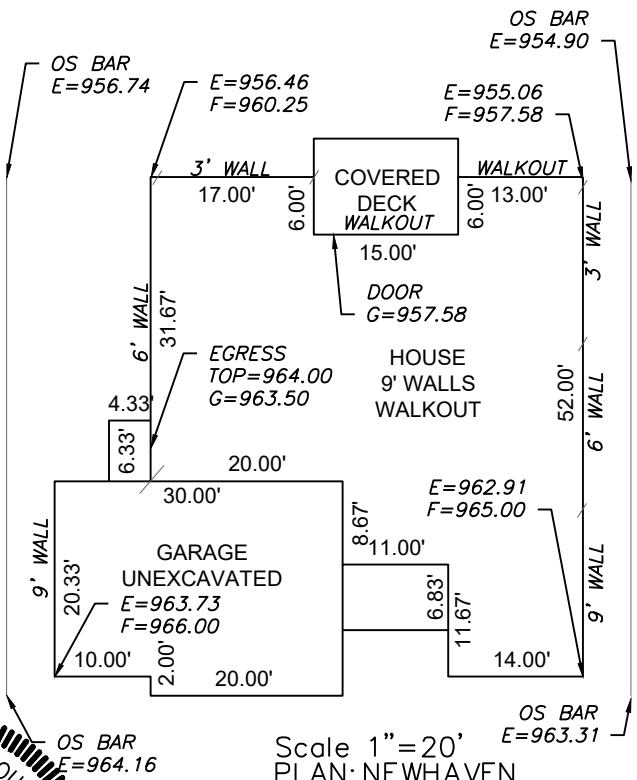 OS BAR
E=954.90
OS BAR
E=956.74
E=956.46
F=960.25
E=955.06
F=957.58
3' WALL
17.00'
6.00'
COVERED
DECK
WALKOUT
15.00'
WALKOUT
6.00'
13.00'
3' WALL
6' WALL
31.67'
DOOR
G=957.58
EGRESS
TOP=964.00
G=963.50
HOUSE
9' WALLS
WALKOUT
52.00'
6' WALL
4.33'
6.33'
20.00'
30.00'
E=962.91
F=965.00
8.67'
11.00'
9' WALL
20.33'
GARAGE
UNEXCAVATED
E=963.73
F=966.00
6.83'
11.67'
9' WALL
10.00'
2.00'
20.00'
14.00'
OS BAR
E=964.16
OS BAR
E=963.31
Scale 1"=20'
PLAN: NEWHAVEN